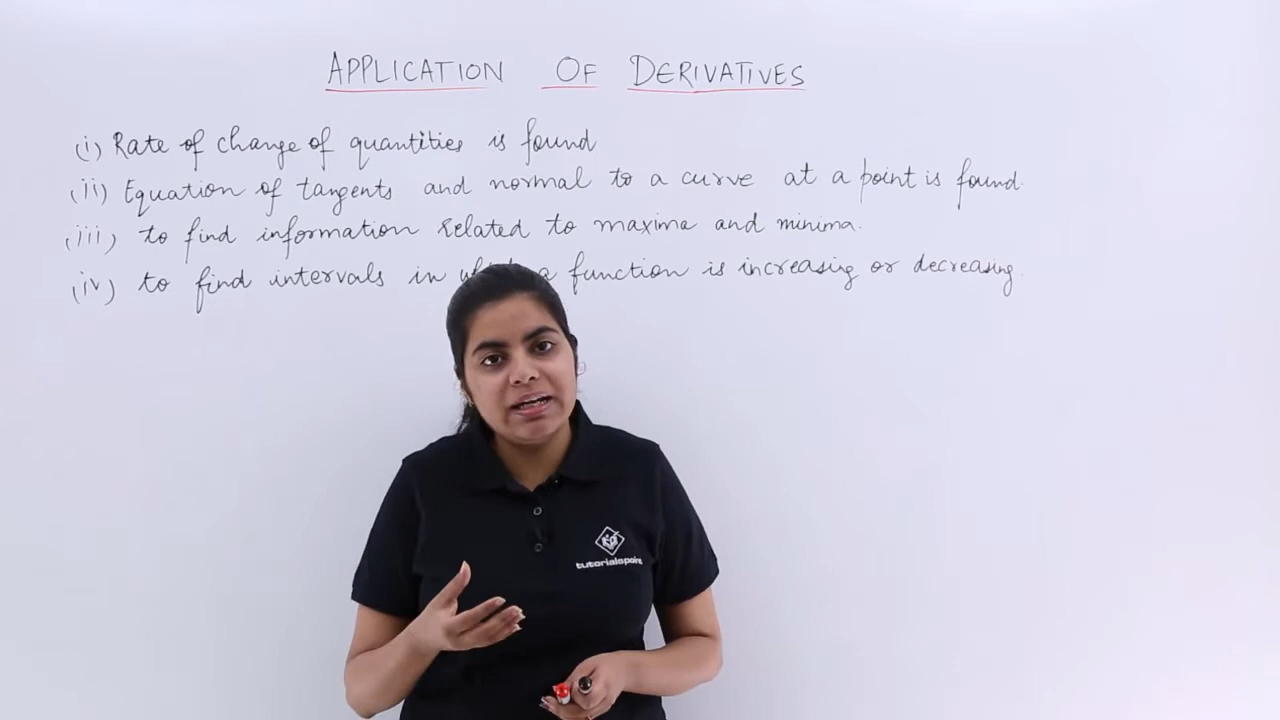 APPLICATION OF DERIVATIVES
(i) Rate of change of quantities is found
(ii) Equation of tangents and normal to a curve at a point is found.
(iii) to find information related to maxima and minima.
(iv) to find intervals in which a function is increasing or decreasing.
tutorialspoint